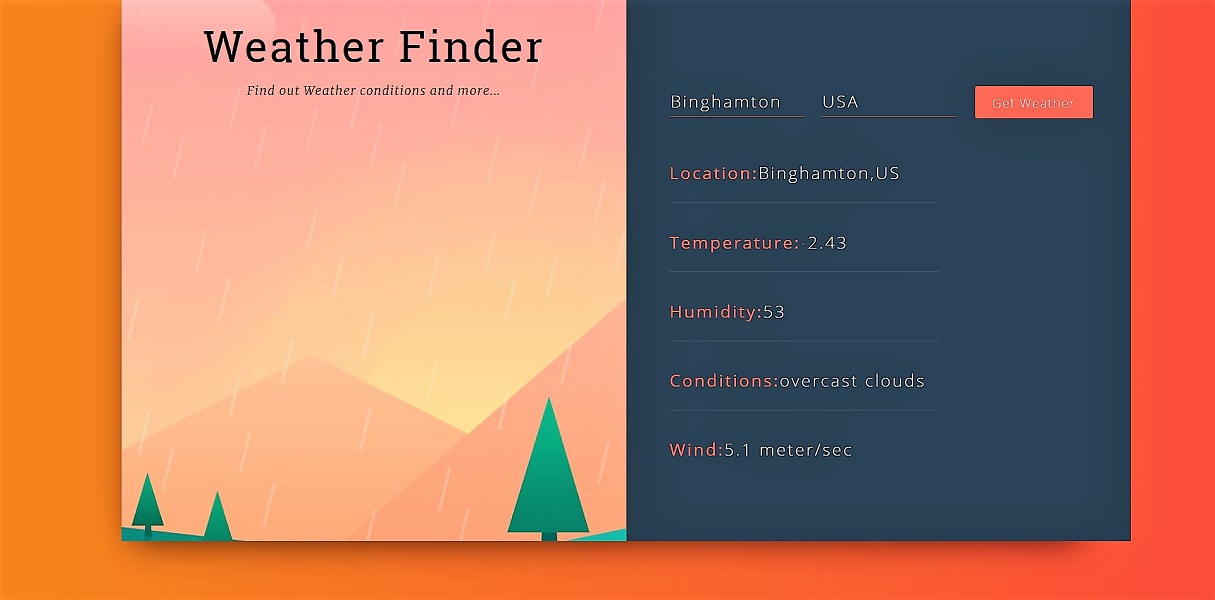 Weather Finder
Find out Weather conditions and more...
Binghamton USA Get Weather
Location:Binghamton,US
Temperature:-2.43
Humidity:53
Conditions:overcast clouds
Wind:5.1 meter/sec